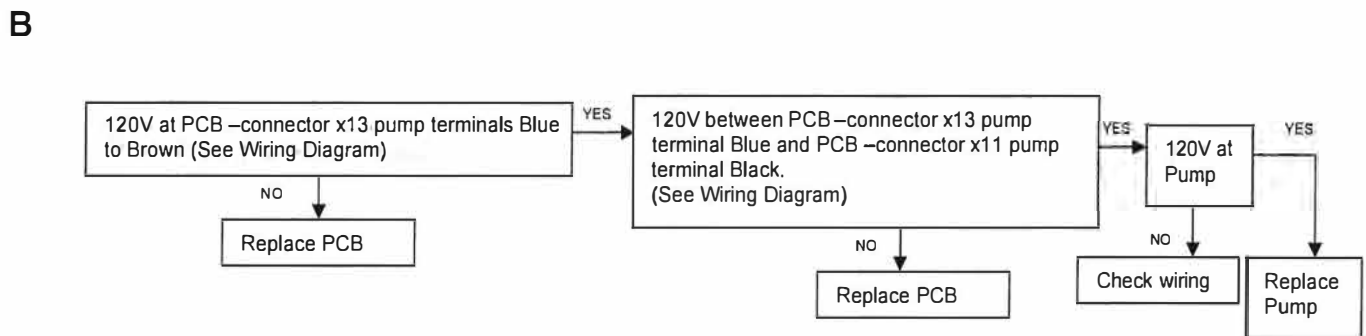 B
120V at PCB –connector x13 pump terminals Blue
to Brown (See Wiring Diagram)
YES
NO
Replace PCB
120V between PCB –connector x13 pump
terminal Blue and PCB –connector x11 pump
terminal Black.
(See Wiring Diagram)
YES
NO
Replace PCB
120V at
Pump
YES
NO
Check wiring
Replace
Pump